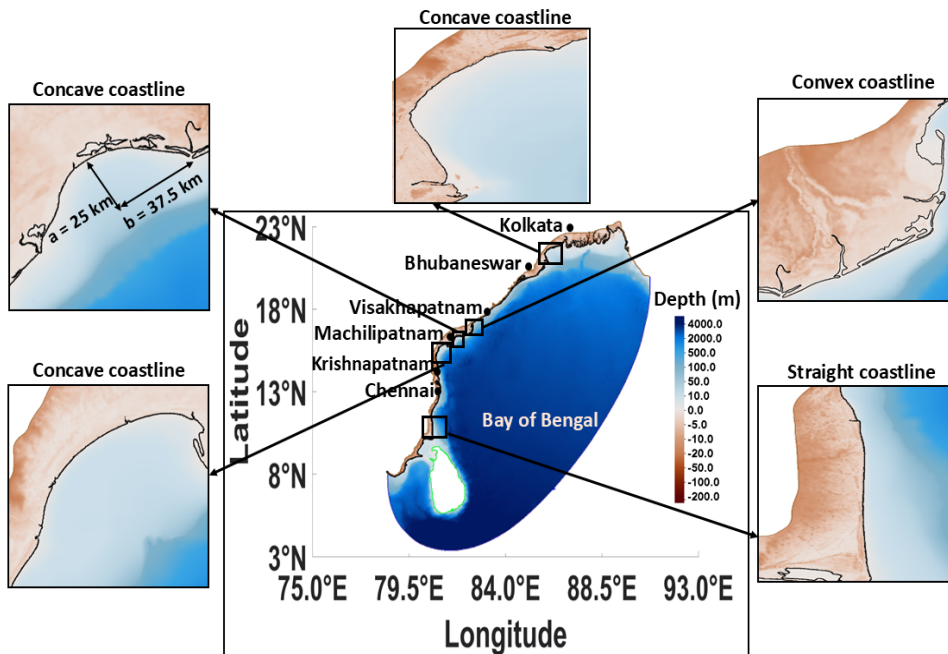 Concave coastline
Concave coastline
a = 25 km
b = 37.5 km
Convex coastline
Concave coastline
Straight coastline
23°N
18°N
13°N
8°N
3°N
Latitude
Kolkata
Bhubaneswar
Visakhapatnam
Machilipatnam
Krishnapatnam
Chennai
Bay of Bengal
Depth (m)
4000.0
2000.0
500.0
100.0
50.0
10.0
0.0
-5.0
-10.0
-20.0
-50.0
-100.0
-200.0
75.0°E 79.5°E 84.0°E 88.5°E 93.0°E
Longitude